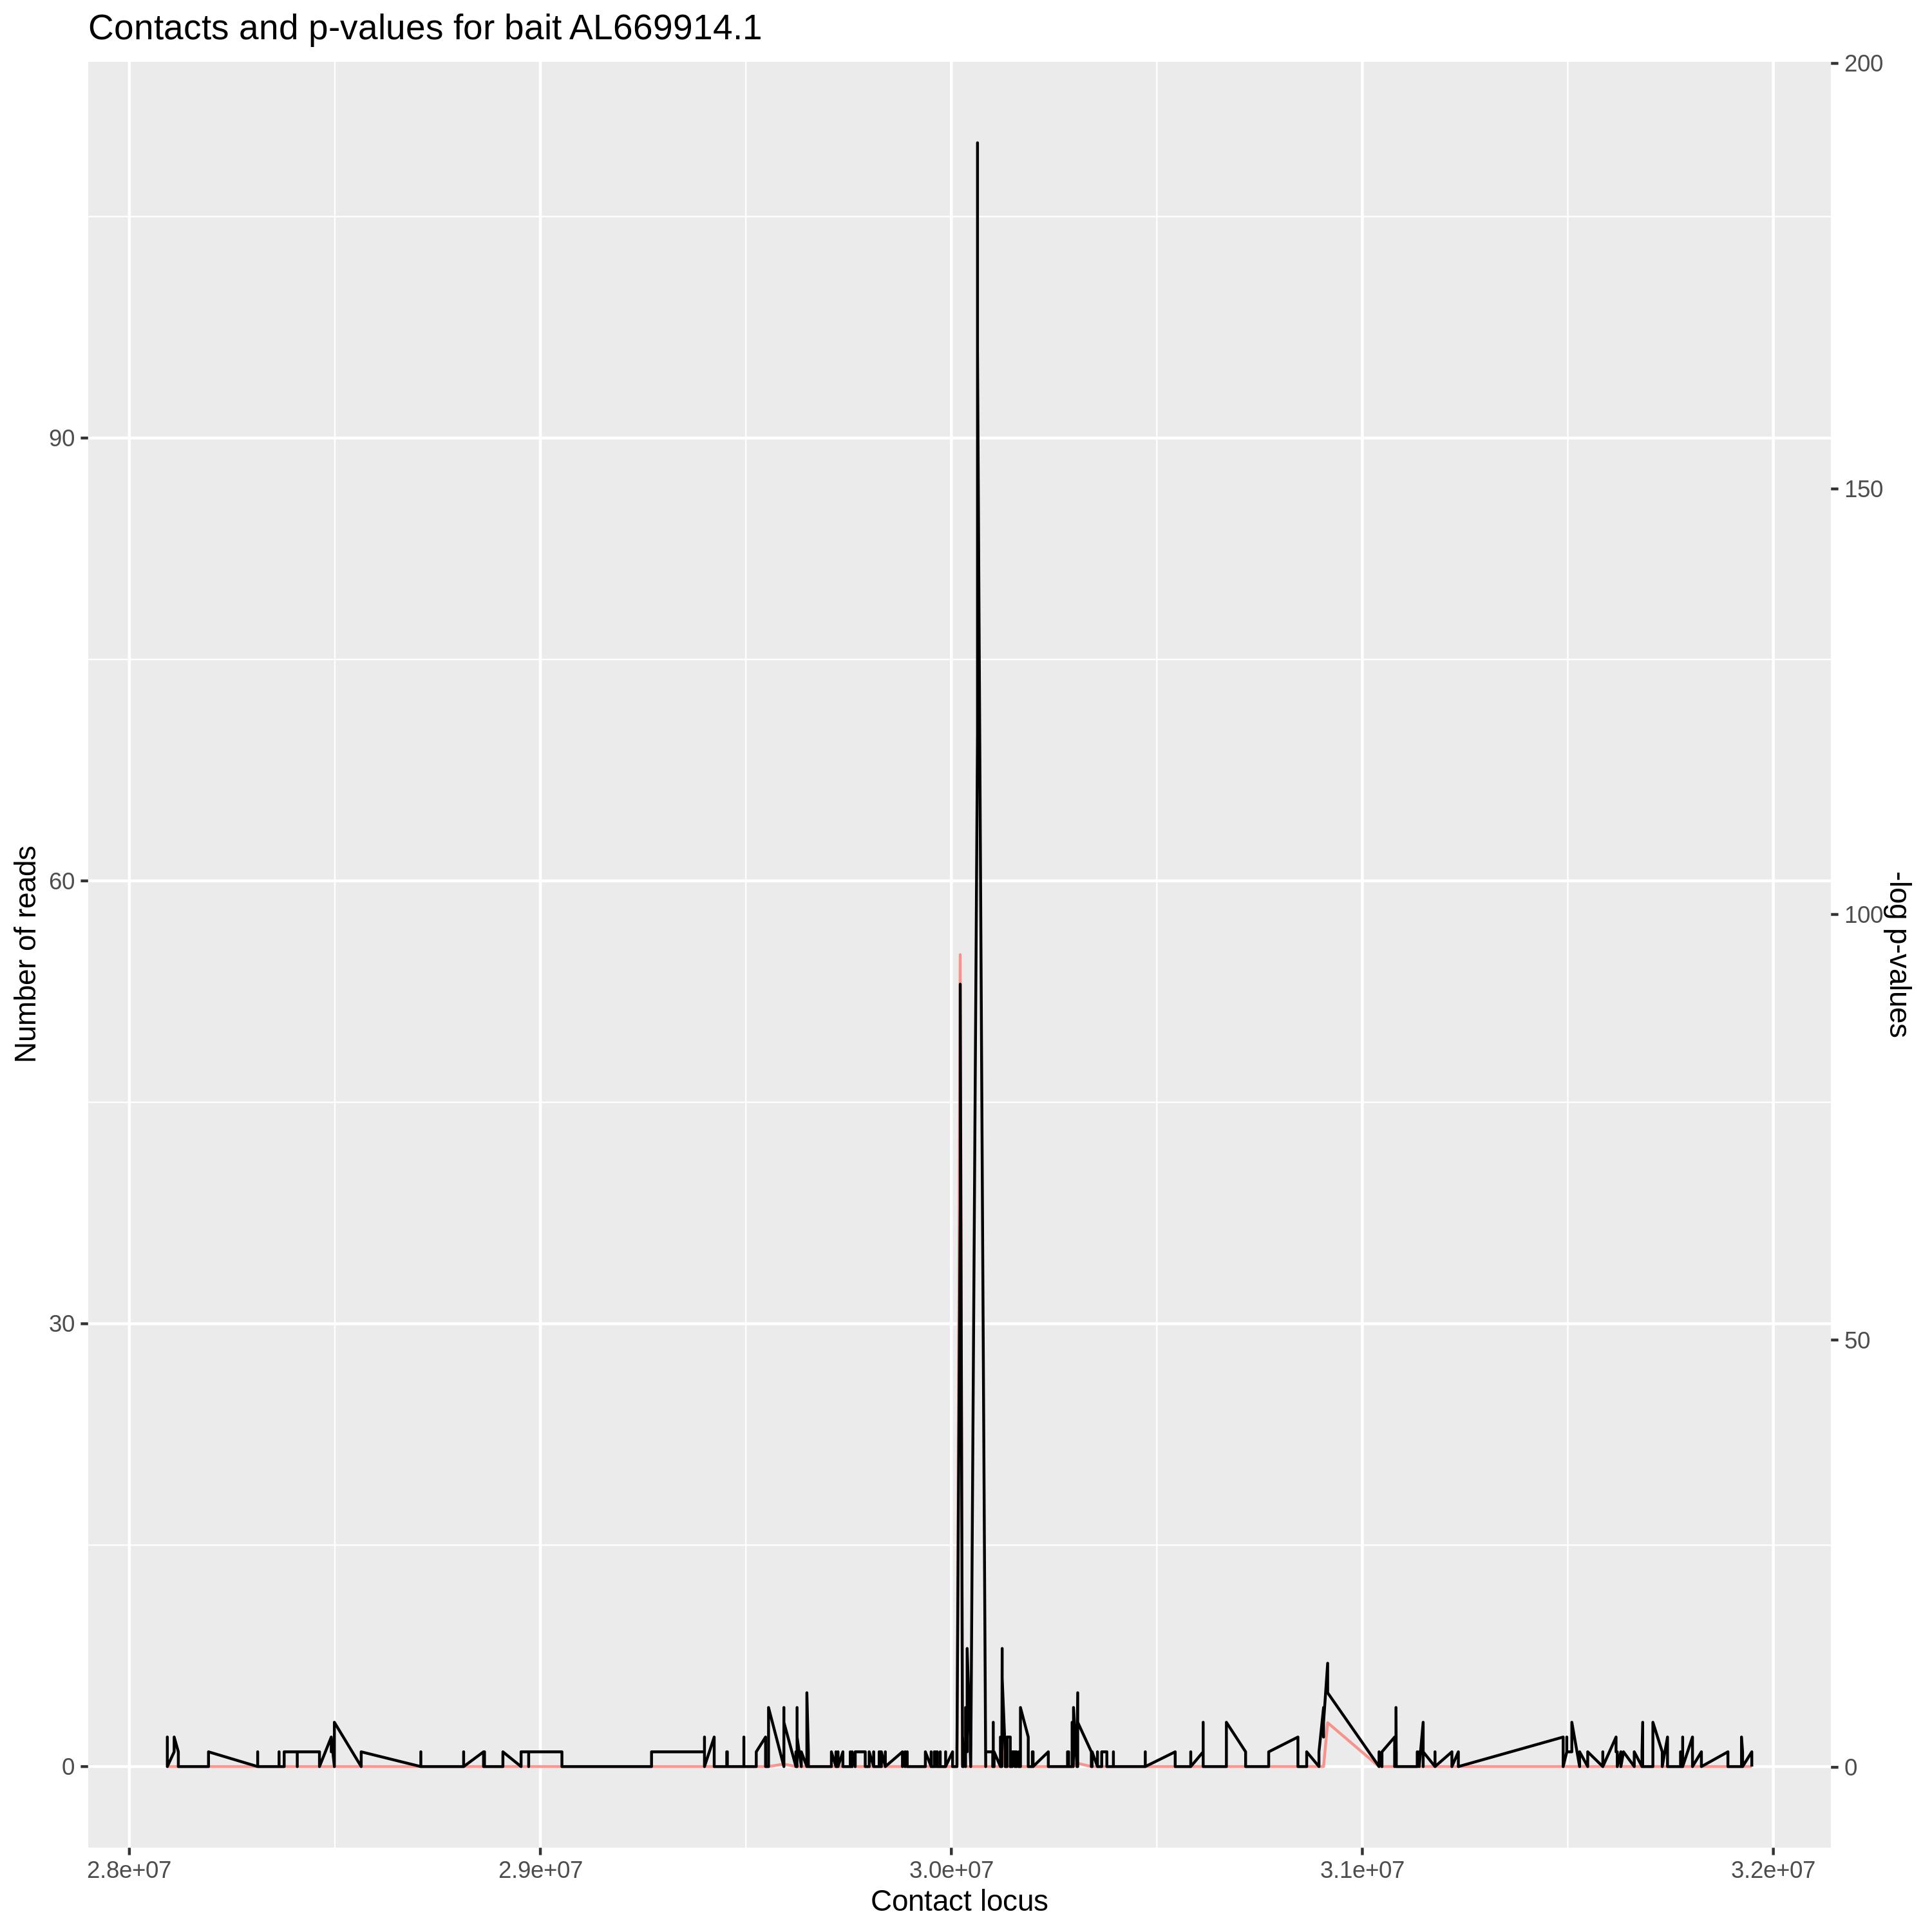 Contacts and p-values for bait AL669914.1
200
150
100
50
0
90
60
30
0
Number of reads
-log p-values
2.8e+07
2.9e+07
3.0e+07
3.1e+07
3.2e+07
Contact locus